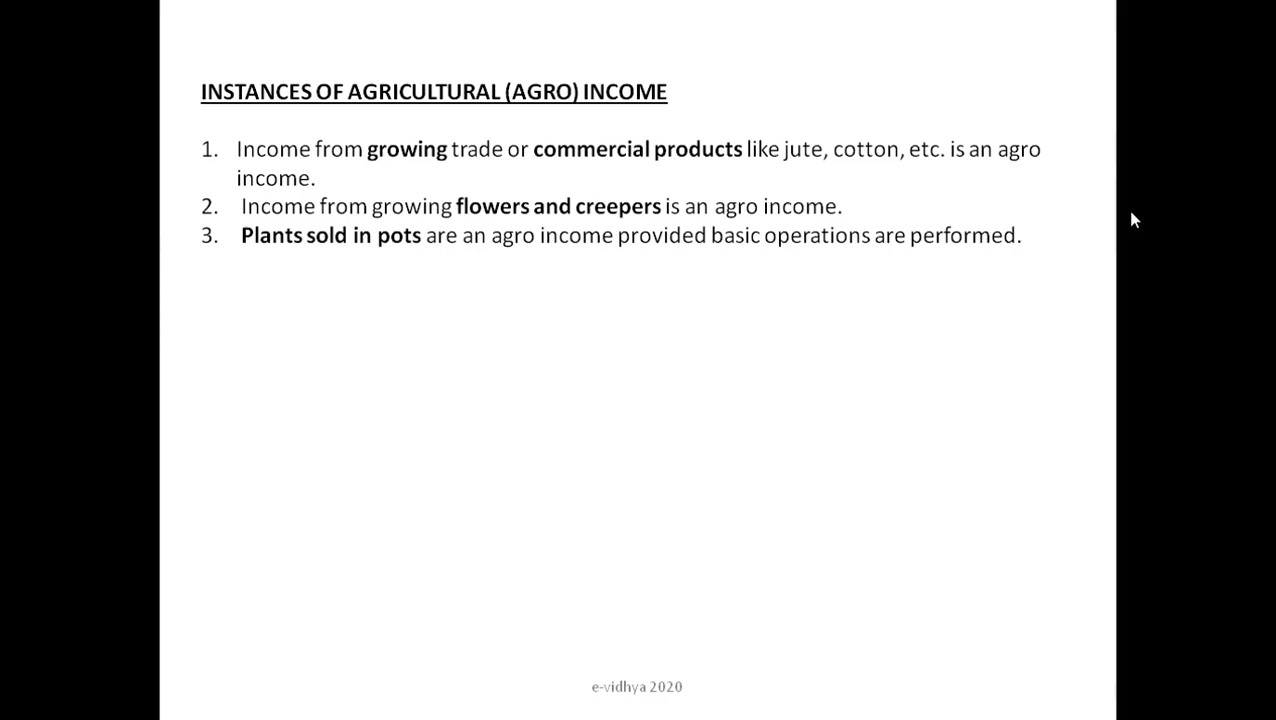 INSTANCES OF AGRICULTURAL (AGRO) INCOME
1. Income from growing trade or commercial products like jute, cotton, etc. is an agro
income.
2. Income from growing flowers and creepers is an agro income.
3. Plants sold in pots are an agro income provided basic operations are performed.
e-vidhya 2020